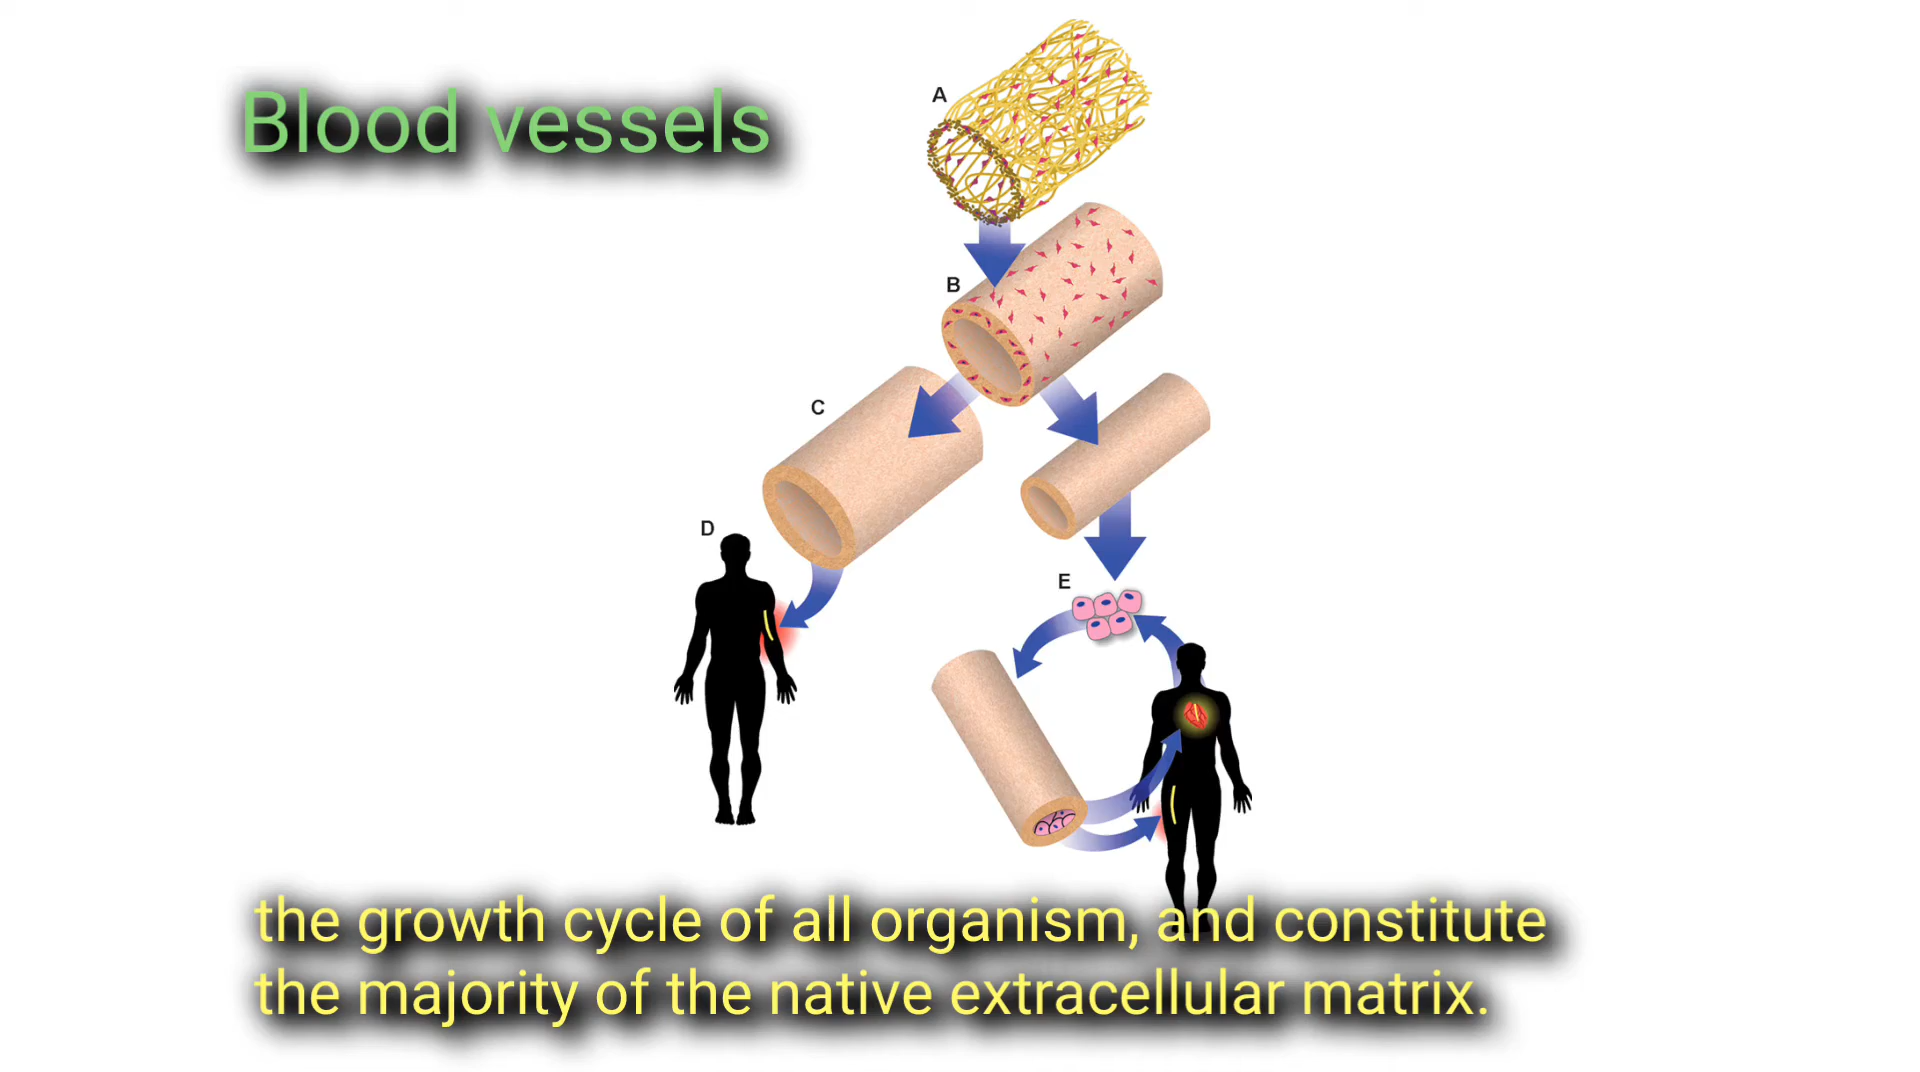 Blood vessels
A
B
C
D
E
the growth cycle of all organism, and constitute
the majority of the native extracellular matrix.